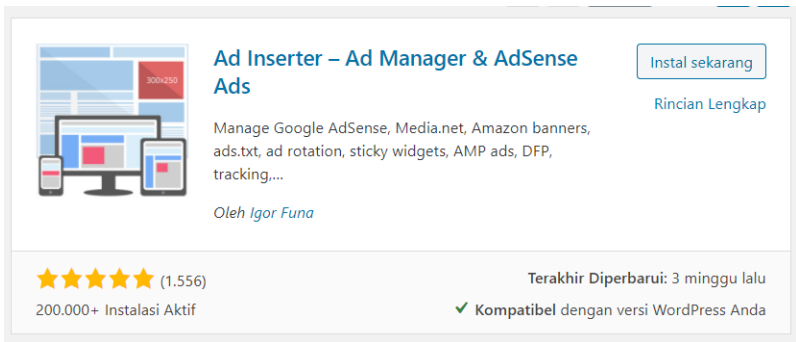 300x250
Ad Inserter – Ad Manager & AdSense
Ads
Instal sekarang
Rincian Lengkap
Manage Google AdSense, Media.net, Amazon banners,
ads.txt, ad rotation, sticky widgets, AMP ads, DFP,
tracking,...
Oleh Igor Funa
(1.556)
Terakhir Diperbarui: 3 minggu lalu
200.000+ Instalasi Aktif
Kompatibel dengan versi WordPress Anda